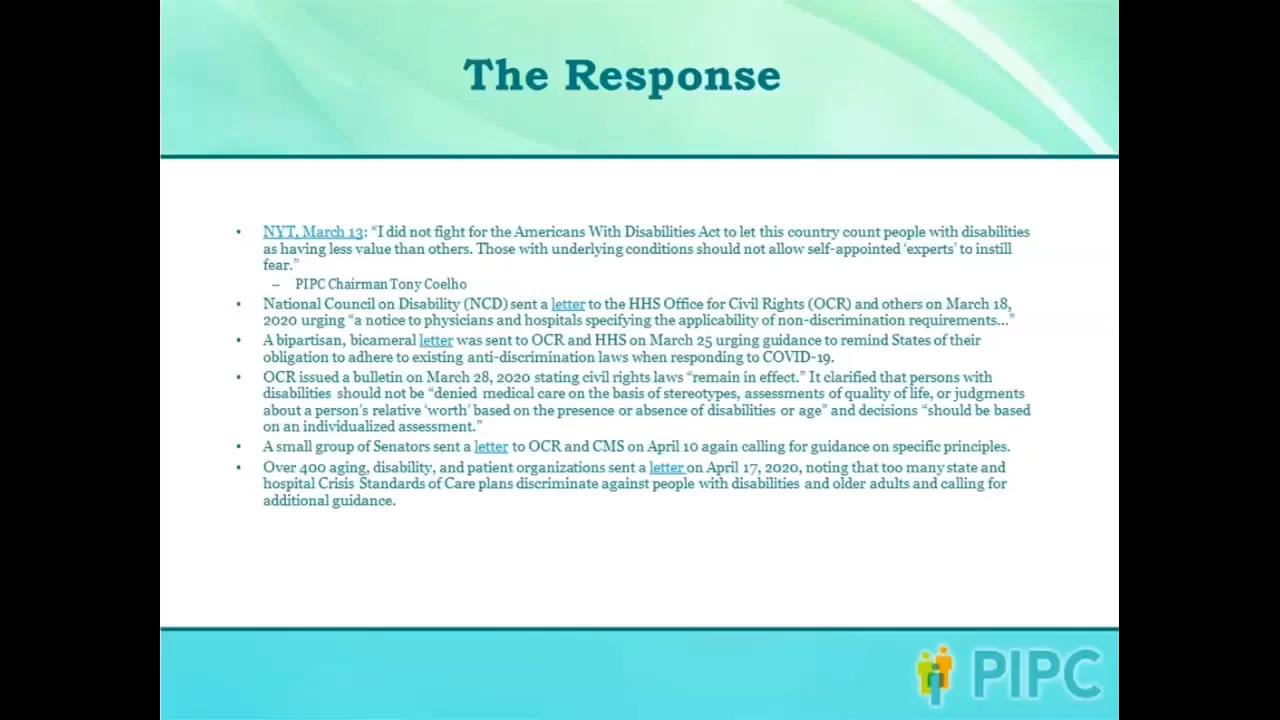 The Response
• NYT, March 13: “I did not fight for the Americans With Disabilities Act to let this country count people with disabilities
as having less value than others. Those with underlying conditions should not allow self-appointed ‘experts’ to instill
fear.”
– PIPC Chairman Tony Coelho
• National Council on Disability (NCD) sent a letter to the HHS Office for Civil Rights (OCR) and others on March 18,
2020 urging “a notice to physicians and hospitals specifying the applicability of non-discrimination requirements...”
• A bipartisan, bicameral letter was sent to OCR and HHS on March 25 urging guidance to remind States of their
obligation to adhere to existing anti-discrimination laws when responding to COVID-19.
• OCR issued a bulletin on March 28, 2020 stating civil rights laws “remain in effect.” It clarified that persons with
disabilities should not be “denied medical care on the basis of stereotypes, assessments of quality of life, or judgments
about a person’s relative ‘worth’ based on the presence or absence of disabilities or age” and decisions “should be based
on an individualized assessment.”
• A small group of Senators sent a letter to OCR and CMS on April 10 again calling for guidance on specific principles.
• Over 400 aging, disability, and patient organizations sent a letter on April 17, 2020, noting that too many state and
hospital Crisis Standards of Care plans discriminate against people with disabilities and older adults and calling for
additional guidance.
PIPC